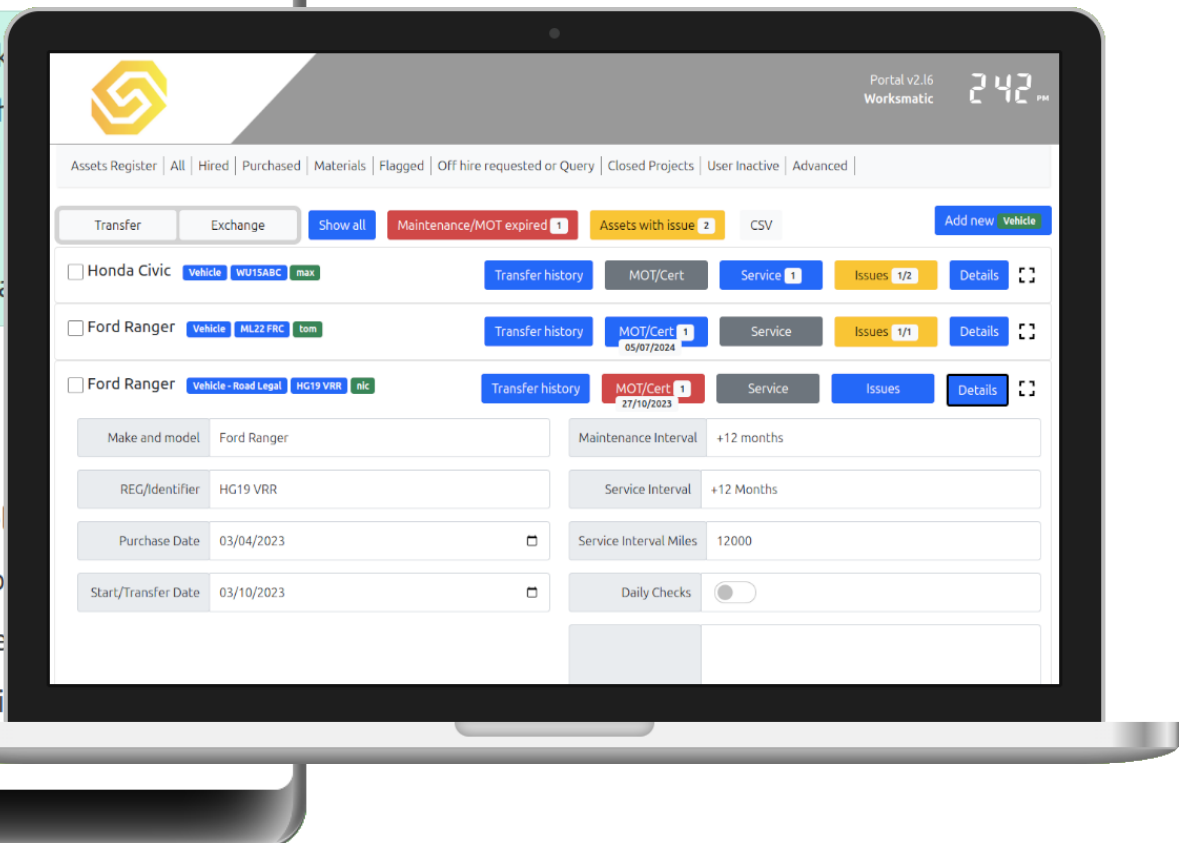 Portal v2.l6
Worksmatic
242 PM
Assets Register | All | Hired | Purchased | Materials | Flagged | Off hire requested or Query | Closed Projects | User Inactive | Advanced |
Transfer Exchange Show all Maintenance/MOT expired 1 Assets with issue 2 CSV Add new Vehicle
Honda Civic Vehicle WU15ABC max Transfer history MOT/Cert Service 1 Issues 1/2 Details
Ford Ranger Vehicle ML22 FRC tom Transfer history MOT/Cert 1 Service Issues 1/1 Details
05/07/2024
Ford Ranger Vehicle - Road Legal HG19 VRR nic Transfer history MOT/Cert 1 Service Issues Details
27/10/2023
Make and model Ford Ranger Maintenance Interval +12 months
REG/Identifier HG19 VRR Service Interval +12 Months
Purchase Date 03/04/2023 Service Interval Miles 12000
Start/Transfer Date 03/10/2023 Daily Checks